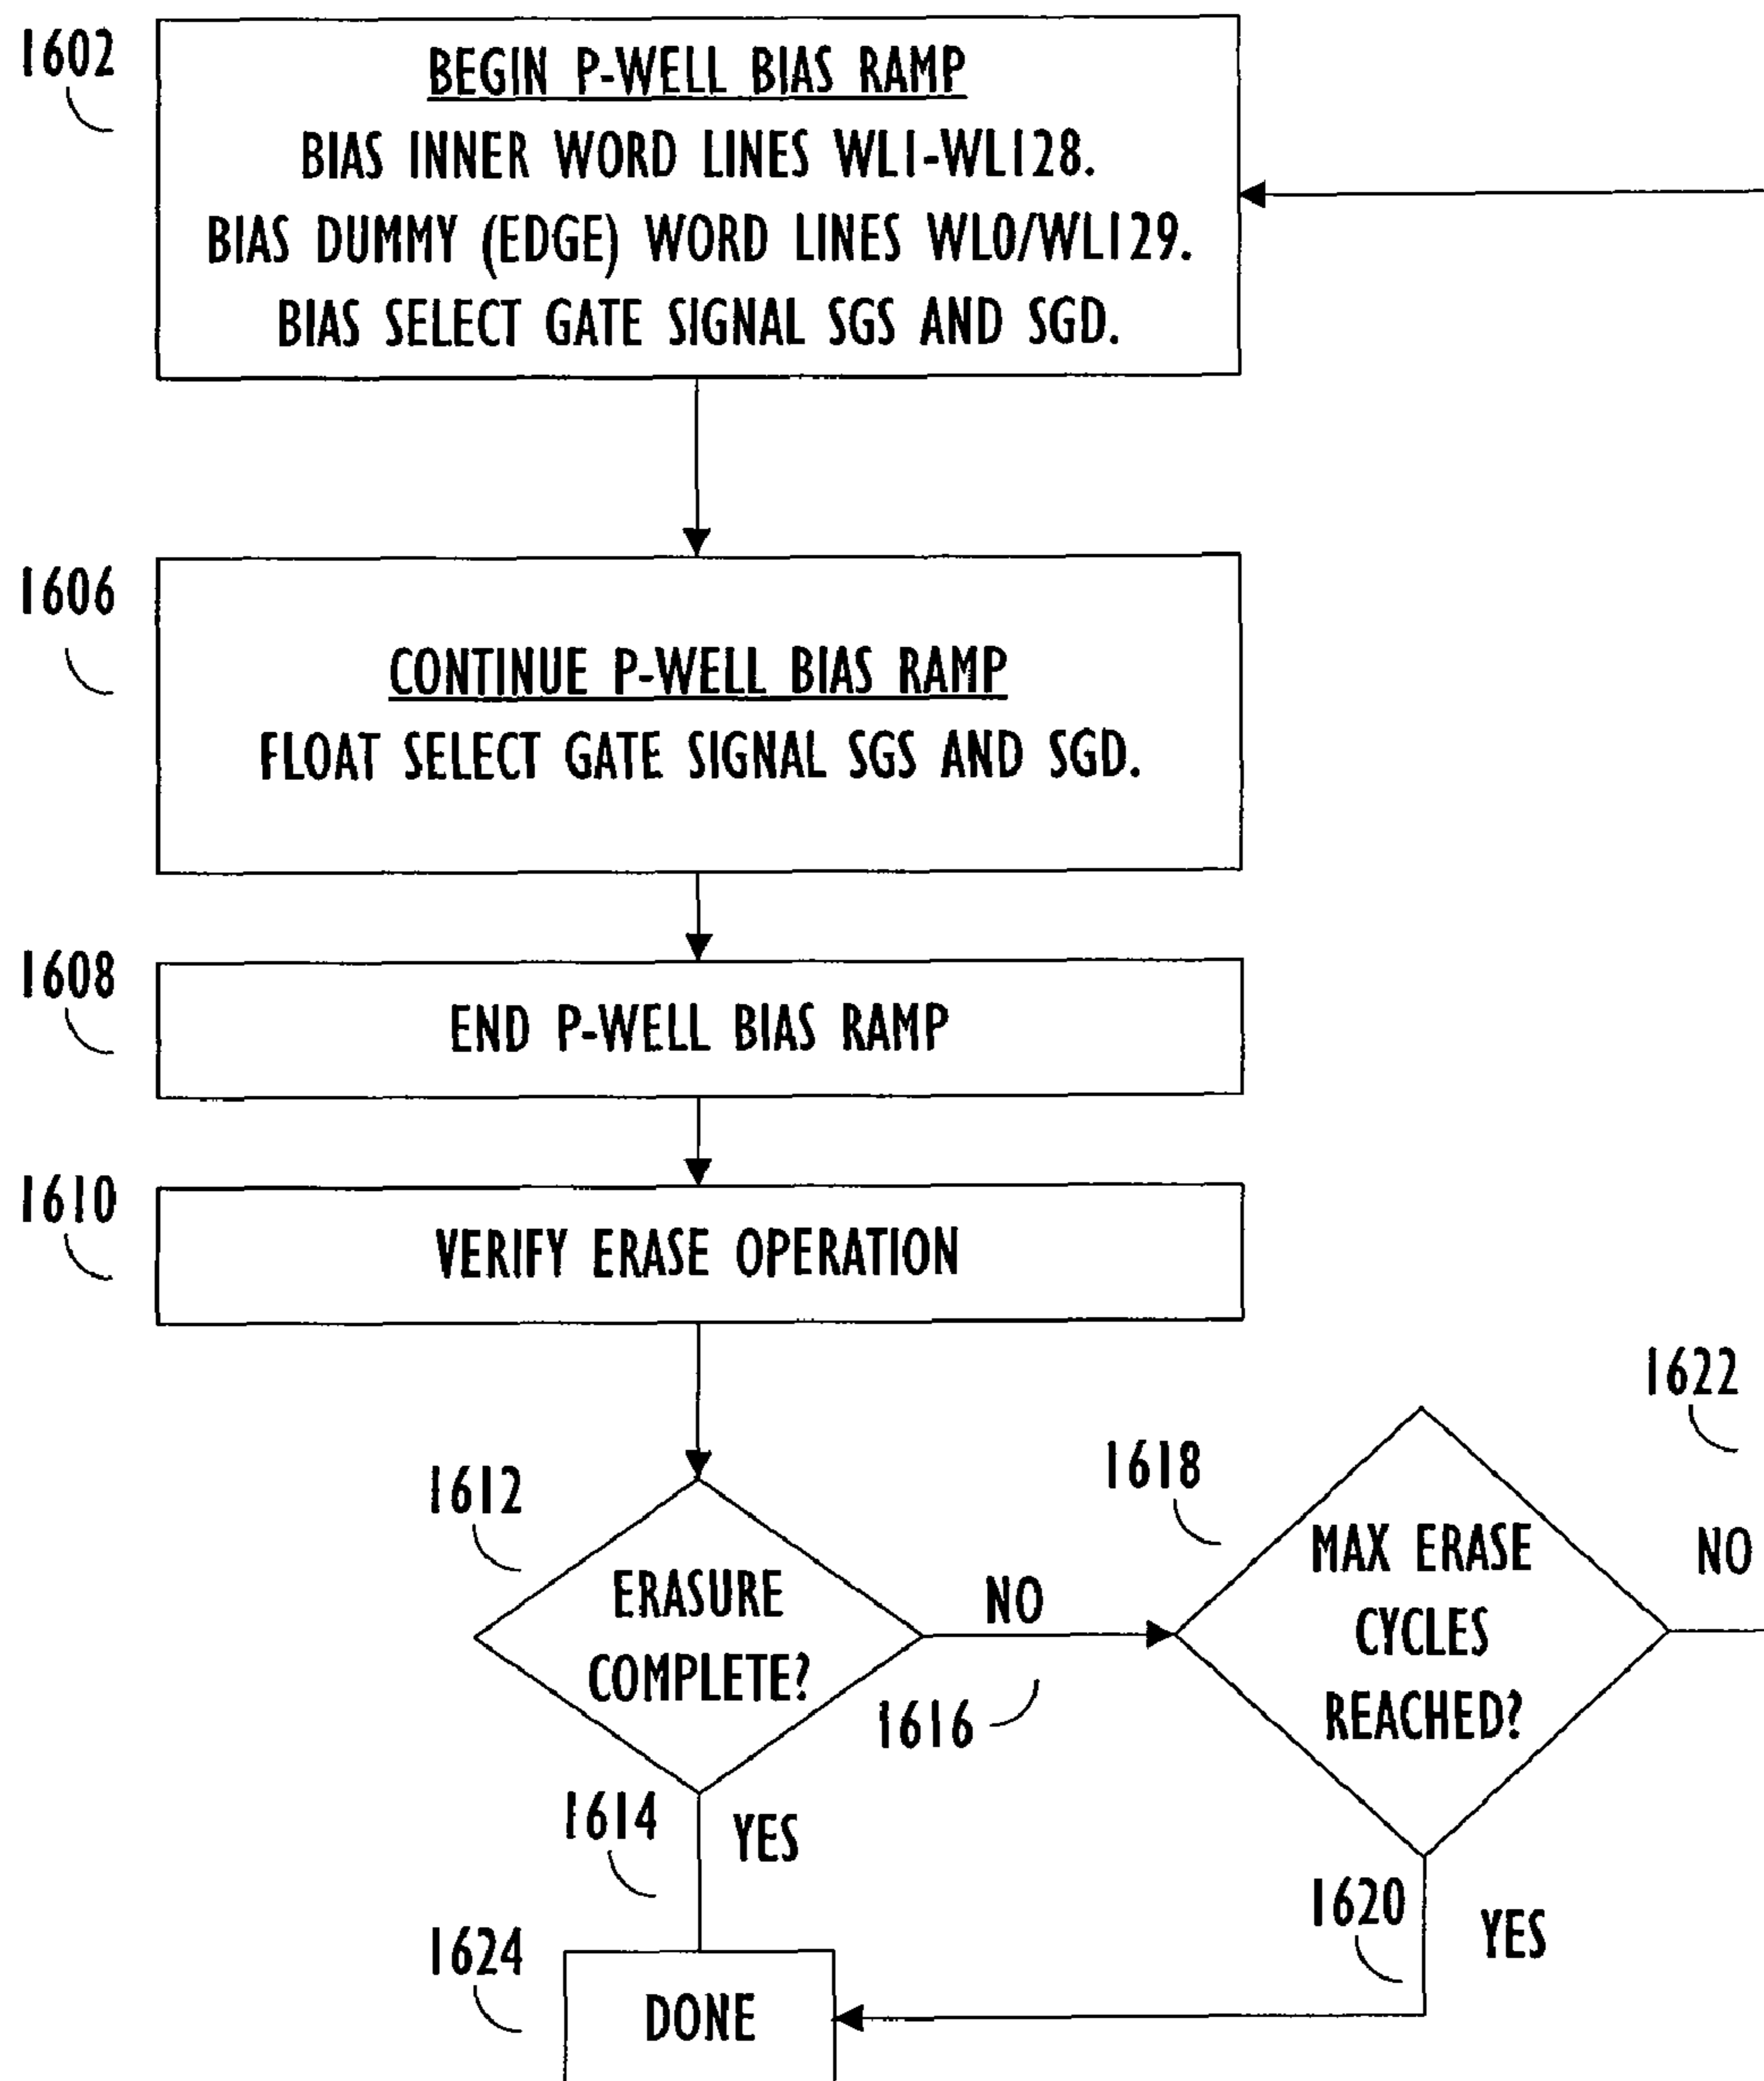 1602
BEGIN P-WELL BIAS RAMP
BIAS INNER WORD LINES WL1-WL128.
BIAS DUMMY (EDGE) WORD LINES WL0/WL129.
BIAS SELECT GATE SIGNAL SGS AND SGD.
1606
CONTINUE P-WELL BIAS RAMP
FLOAT SELECT GATE SIGNAL SGS AND SGD.
1608
END P-WELL BIAS RAMP
1610
VERIFY ERASE OPERATION
1612
ERASURE
COMPLETE?
NO
1616
1618
MAX ERASE
CYCLES
REACHED?
1622
NO
1614
YES
1620
YES
1624
DONE